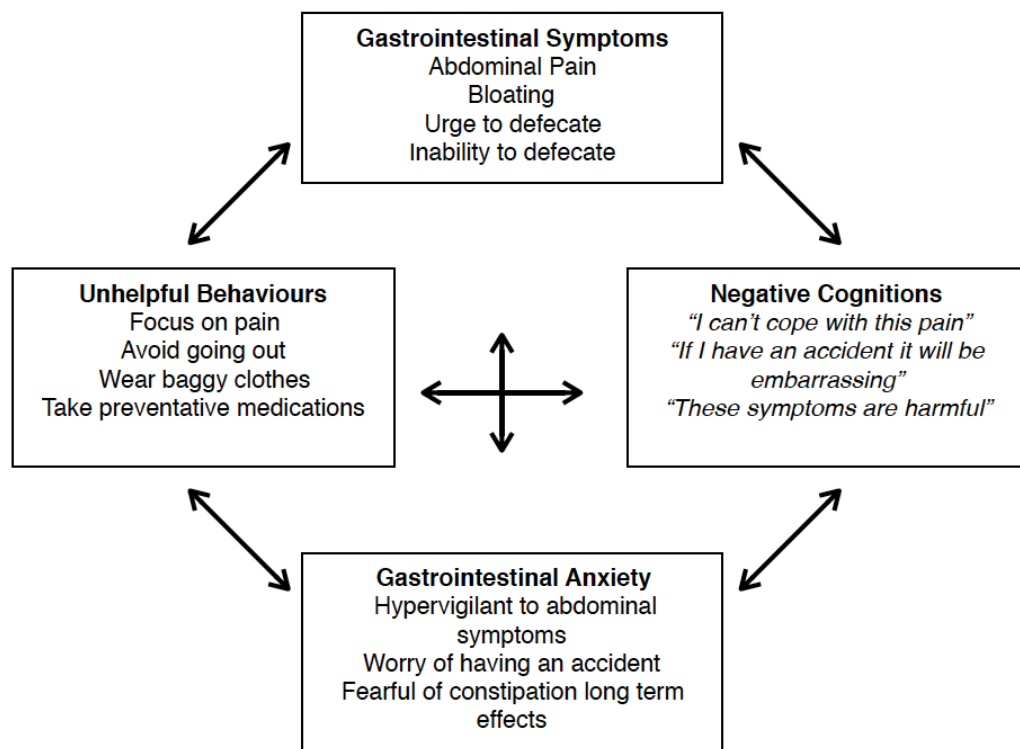 Gastrointestinal Symptoms
Abdominal Pain
Bloating
Urge to defecate
Inability to defecate
Unhelpful Behaviours
Focus on pain
Avoid going out
Wear baggy clothes
Take preventative medications
Negative Cognitions
“I can’t cope with this pain”
“If I have an accident it will be
embarrassing”
“These symptoms are harmful”
Gastrointestinal Anxiety
Hypervigilant to abdominal
symptoms
Worry of having an accident
Fearful of constipation long term
effects